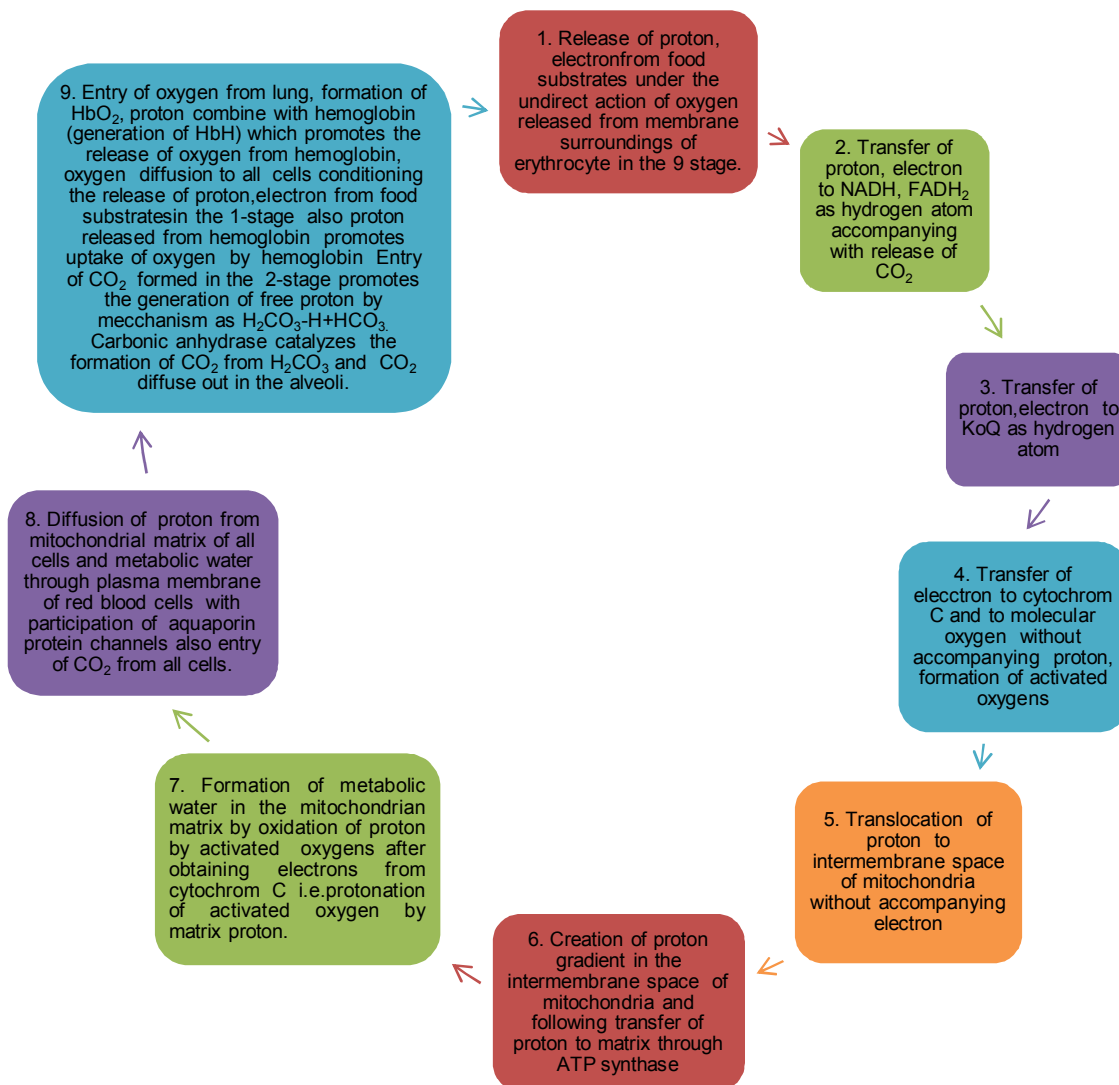 1. Release of proton,
electronfrom food
substrates under the
undirect action of oxygen
released from membrane
surroundings of
erythrocyte in the 9 stage.
2. Transfer of
proton, electron
to NADH, FADH₂
as hydrogen atom
accompanying
with release of
CO₂
3. Transfer of
proton,electron to
KoQ as hydrogen
atom
4. Transfer of
elecctron to cytochrom
C and to molecular
oxygen without
accompanying proton,
formation of activated
oxygens
5. Translocation of
proton to
intermembrane space
of mitochondria
without accompanying
electron
6. Creation of proton
gradient in the
intermembrane space of
mitochondria and
following transfer of
proton to matrix through
ATP synthase
7. Formation of metabolic
water in the mitochondrian
matrix by oxidation of proton
by activated oxygens after
obtaining electrons from
cytochrom C i.e.protonation
of activated oxygen by
matrix proton.
8. Diffusion of proton from
mitochondrial matrix of all
cells and metabolic water
through plasma membrane
of red blood cells with
participation of aquaporin
protein channels also entry
of CO₂ from all cells.
9. Entry of oxygen from lung, formation of
HbO₂, proton combine with hemoglobin
(generation of HbH) which promotes the
release of oxygen from hemoglobin,
oxygen diffusion to all cells conditioning
the release of proton,electron from food
substratesin the 1-stage also proton
released from hemoglobin promotes
uptake of oxygen by hemoglobin Entry
of CO₂ formed in the 2-stage promotes
the generation of free proton by
mecchanism as H₂CO₃-H+HCO₃.
Carbonic anhydrase catalyzes the
formation of CO₂ from H₂CO₃ and CO₂
diffuse out in the alveoli.